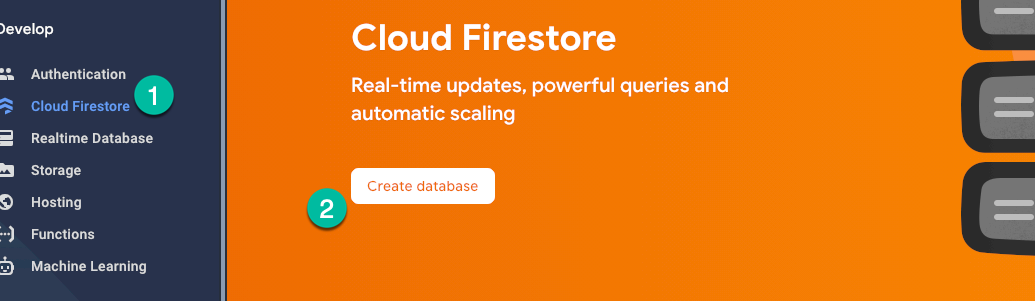 Develop
Authentication
Cloud Firestore
1
Realtime Database
Storage
Hosting
Functions
Machine Learning
Cloud Firestore
Real-time updates, powerful queries and
automatic scaling
Create database
2